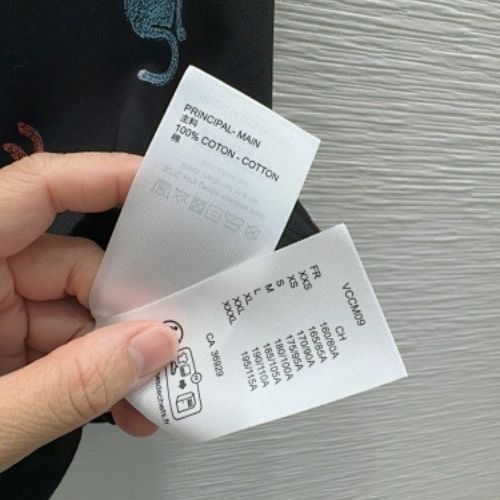 PRINCIPAL- MAIN
主料
100% COTON - COTTON
棉
VCCM09
FR CH
XXS 160/80A
XS 165/85A
S 170/90A
M 175/95A
L 180/100A
XL 185/105A
XXL 190/110A
XXXL 195/115A
CA 36929